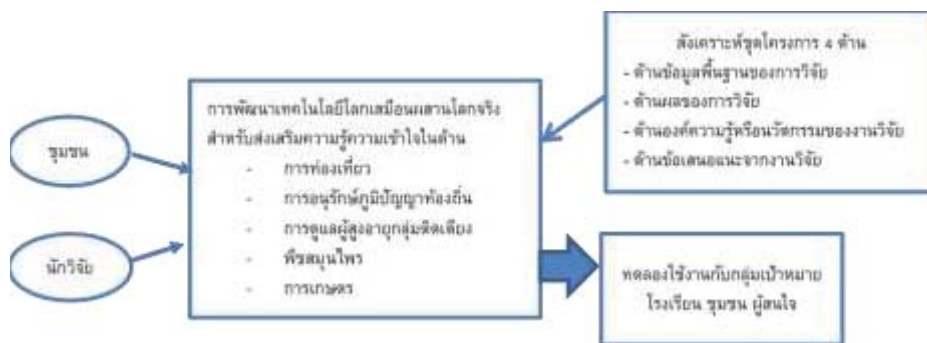 ชุมชน
นักวิจัย
การพัฒนาเทคโนโลยีโลกเสมือนผสานโลกจริง
สำหรับส่งเสริมความรู้ความเข้าใจในด้าน
- การท่องเที่ยว
- การอนุรักษ์ภูมิปัญญาท้องถิ่น
- การดูแลผู้สูงอายุกลุ่มติดเตียง
- พืชสมุนไพร
- การเกษตร
สังเคราะห์ชุดโครงการ 4 ด้าน
- ด้านข้อมูลพื้นฐานของการวิจัย
- ด้านผลของการวิจัย
- ด้านองค์ความรู้หรือนวัตกรรมของงานวิจัย
- ด้านข้อเสนอแนะจากงานวิจัย
ทดลองใช้งานกับกลุ่มเป้าหมาย
โรงเรียน ชุมชน ผู้สนใจ